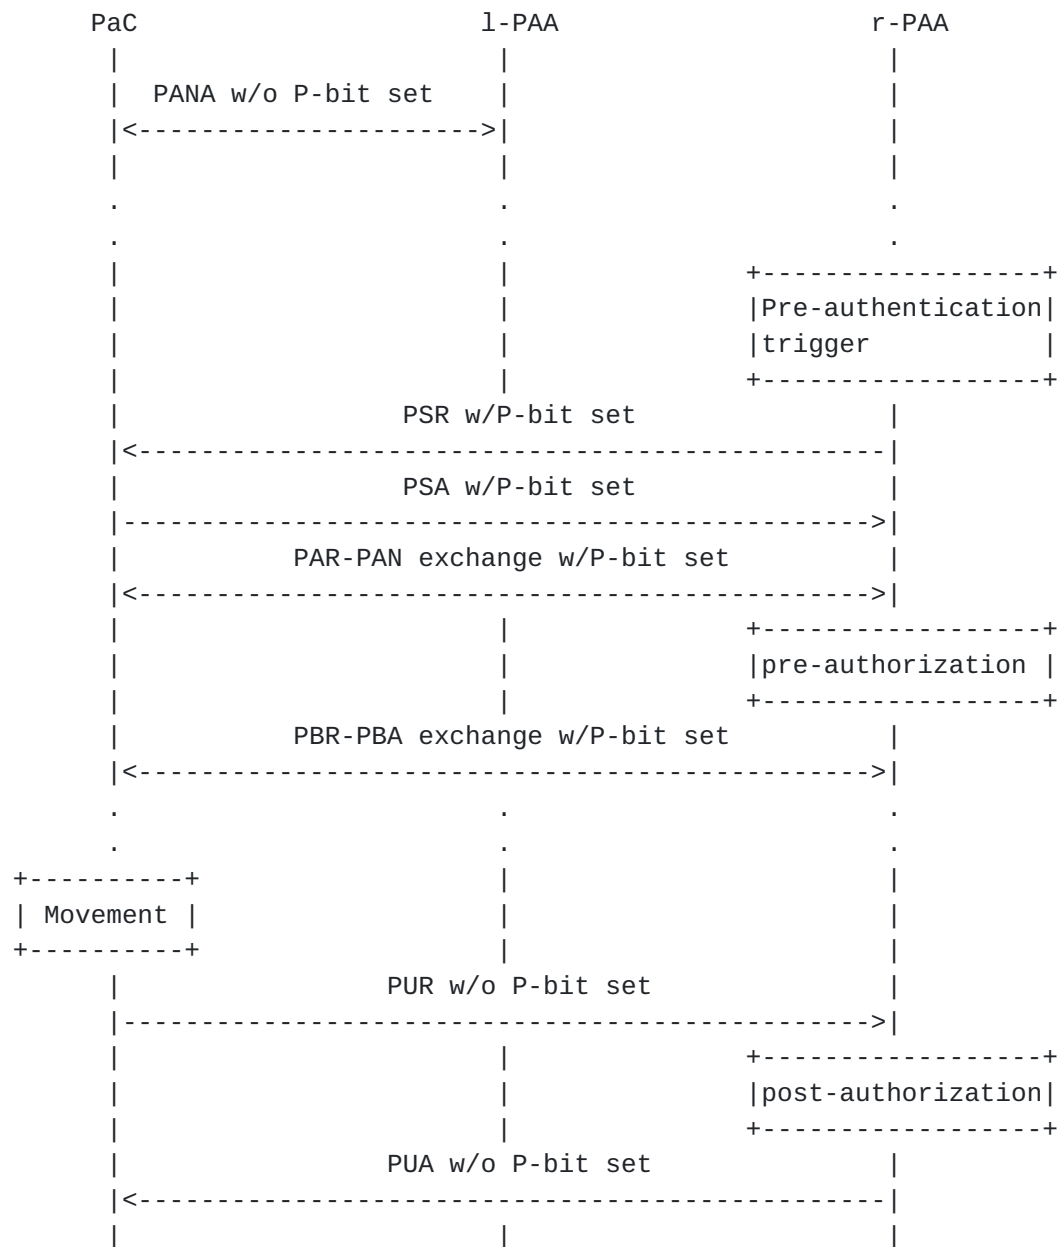 PaC l-PAA r-PAA
PANA w/o P-bit set
Pre-authentication
trigger
PSR w/P-bit set
PSA w/P-bit set
PAR-PAN exchange w/P-bit set
pre-authorization
PBR-PBA exchange w/P-bit set
Movement
PUR w/o P-bit set
post-authorization
PUA w/o P-bit set